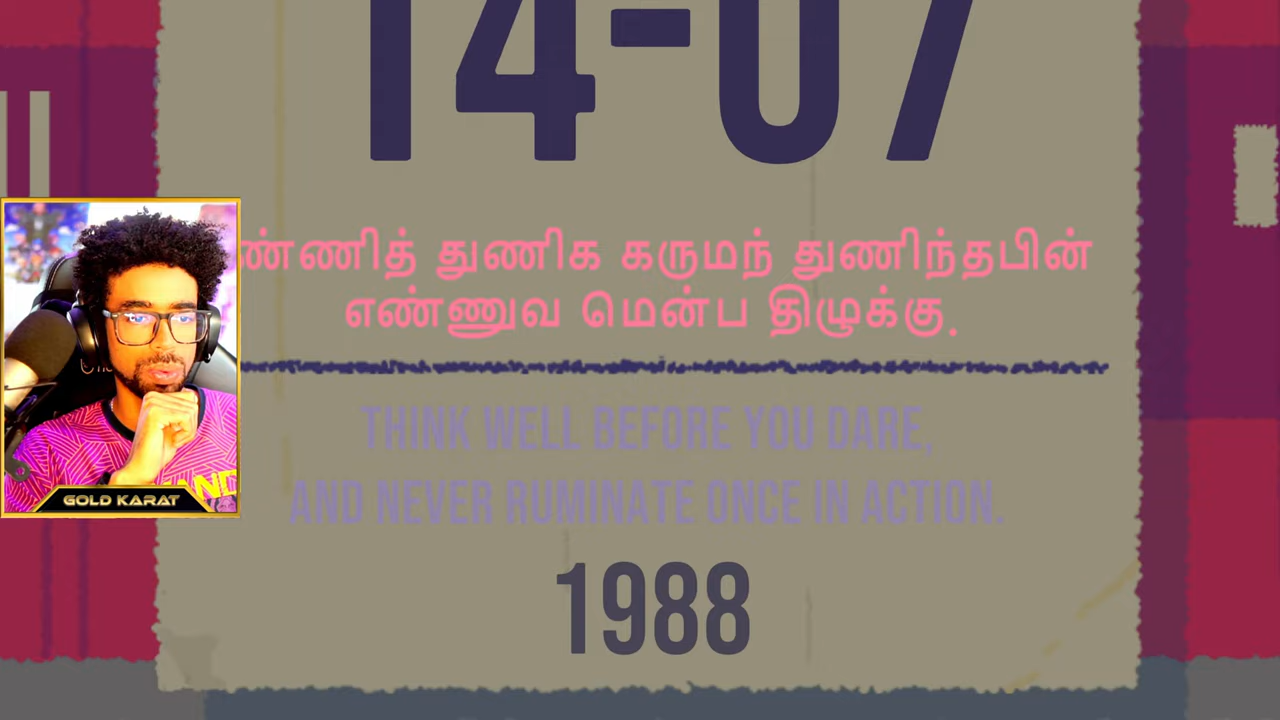 14-07
ண்ணித் துணிக கருமந் துணிந்தபின்
எண்ணுவ மென்ப திழுக்கு.
THINK WELL BEFORE YOU DARE,
AND NEVER RUMINATE ONCE IN ACTION.
1988
GOLD KARAT